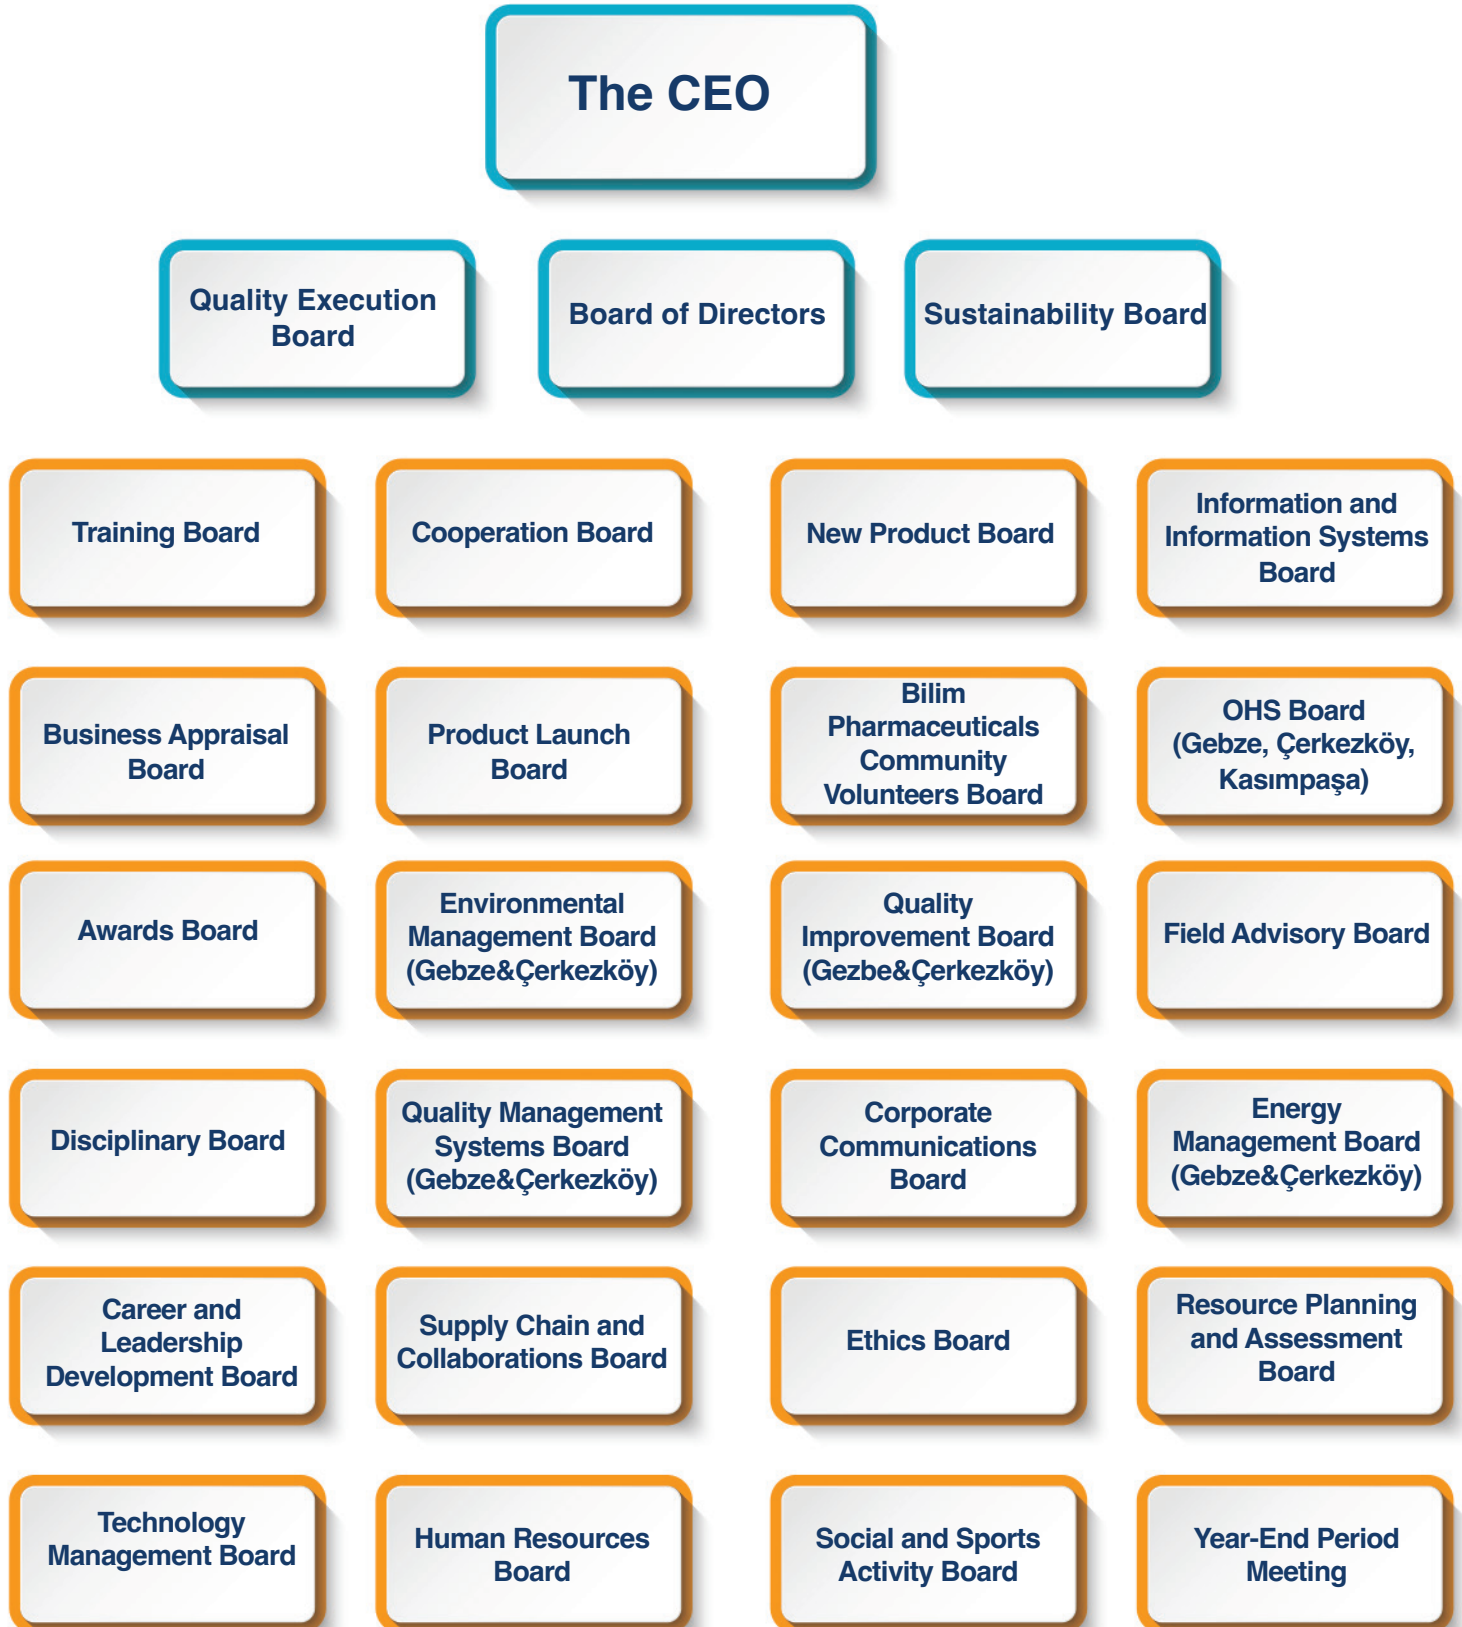 The CEO
Quality Execution
Board
Board of Directors
Sustainability Board
Training Board
Cooperation Board
New Product Board
Information and
Information Systems
Board
Business Appraisal
Board
Product Launch
Board
Bilim
Pharmaceuticals
Community
Volunteers Board
OHS Board
(Gebze, Çerkezköy,
Kasımpaşa)
Awards Board
Environmental
Management Board
(Gebze&Çerkezköy)
Quality
Improvement Board
(Gezbe&Çerkezköy)
Field Advisory Board
Disciplinary Board
Quality Management
Systems Board
(Gebze&Çerkezköy)
Corporate
Communications
Board
Energy
Management Board
(Gebze&Çerkezköy)
Career and
Leadership
Development Board
Supply Chain and
Collaborations Board
Ethics Board
Resource Planning
and Assessment
Board
Technology
Management Board
Human Resources
Board
Social and Sports
Activity Board
Year-End Period
Meeting